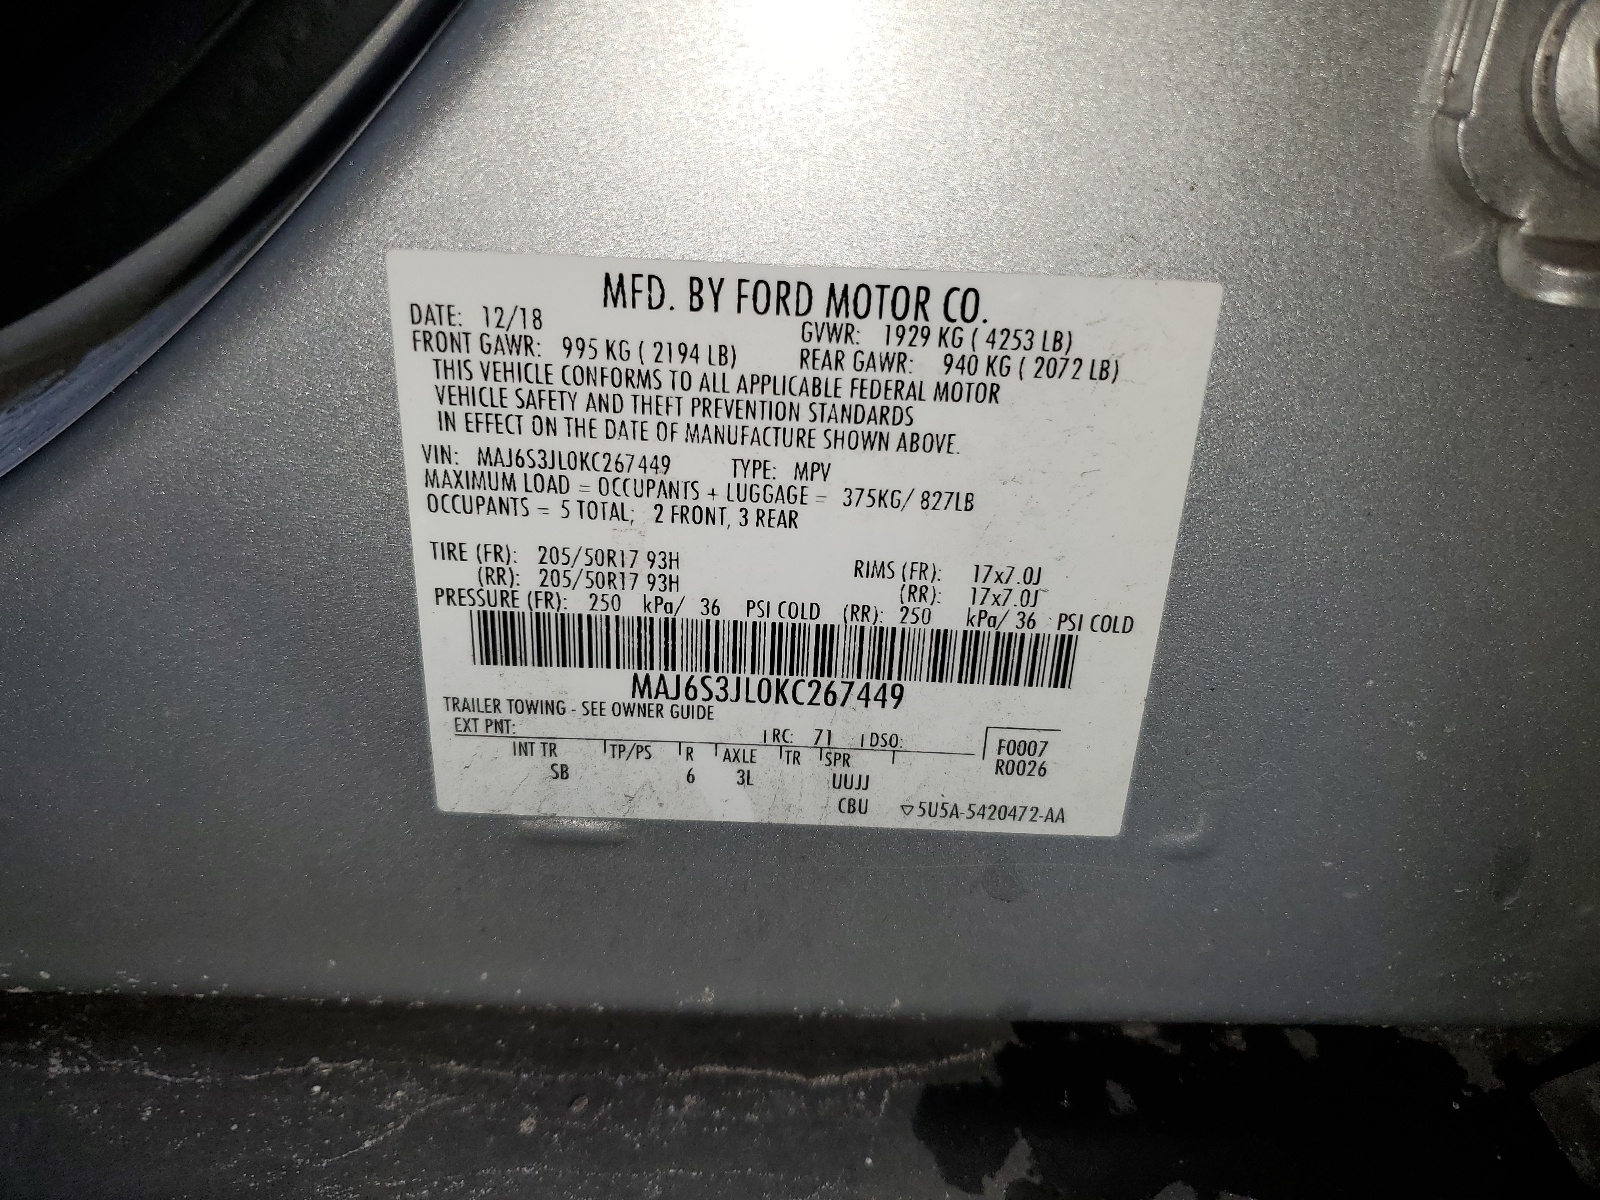 MFD. BY FORD MOTOR CO.
DATE: 12/18 GVWR: 1929 KG ( 4253 LB)
FRONT GAWR: 995 KG ( 2194 LB) REAR GAWR: 940 KG ( 2072 LB)
THIS VEHICLE CONFORMS TO ALL APPLICABLE FEDERAL MOTOR
VEHICLE SAFETY AND THEFT PREVENTION STANDARDS
IN EFFECT ON THE DATE OF MANUFACTURE SHOWN ABOVE.
VIN: MAJ6S3JL0KC267449 TYPE: MPV
MAXIMUM LOAD = OCCUPANTS + LUGGAGE = 375KG/ 827LB
OCCUPANTS = 5 TOTAL; 2 FRONT, 3 REAR
TIRE (FR): 205/50R17 93H RIMS (FR): 17x7.0J
(RR): 205/50R17 93H (RR): 17x7.0J
PRESSURE (FR): 250 kPa/ 36 PSI COLD (RR): 250 kPa/ 36 PSI COLD
MAJ6S3JL0KC267449
TRAILER TOWING - SEE OWNER GUIDE
EXT PNT: RC: 71 DSO:
INT TR TP/PS R AXLE TR SPR F0007
SB 6 3L UUJJ R0026
CBU ▽5U5A-5420472-AA